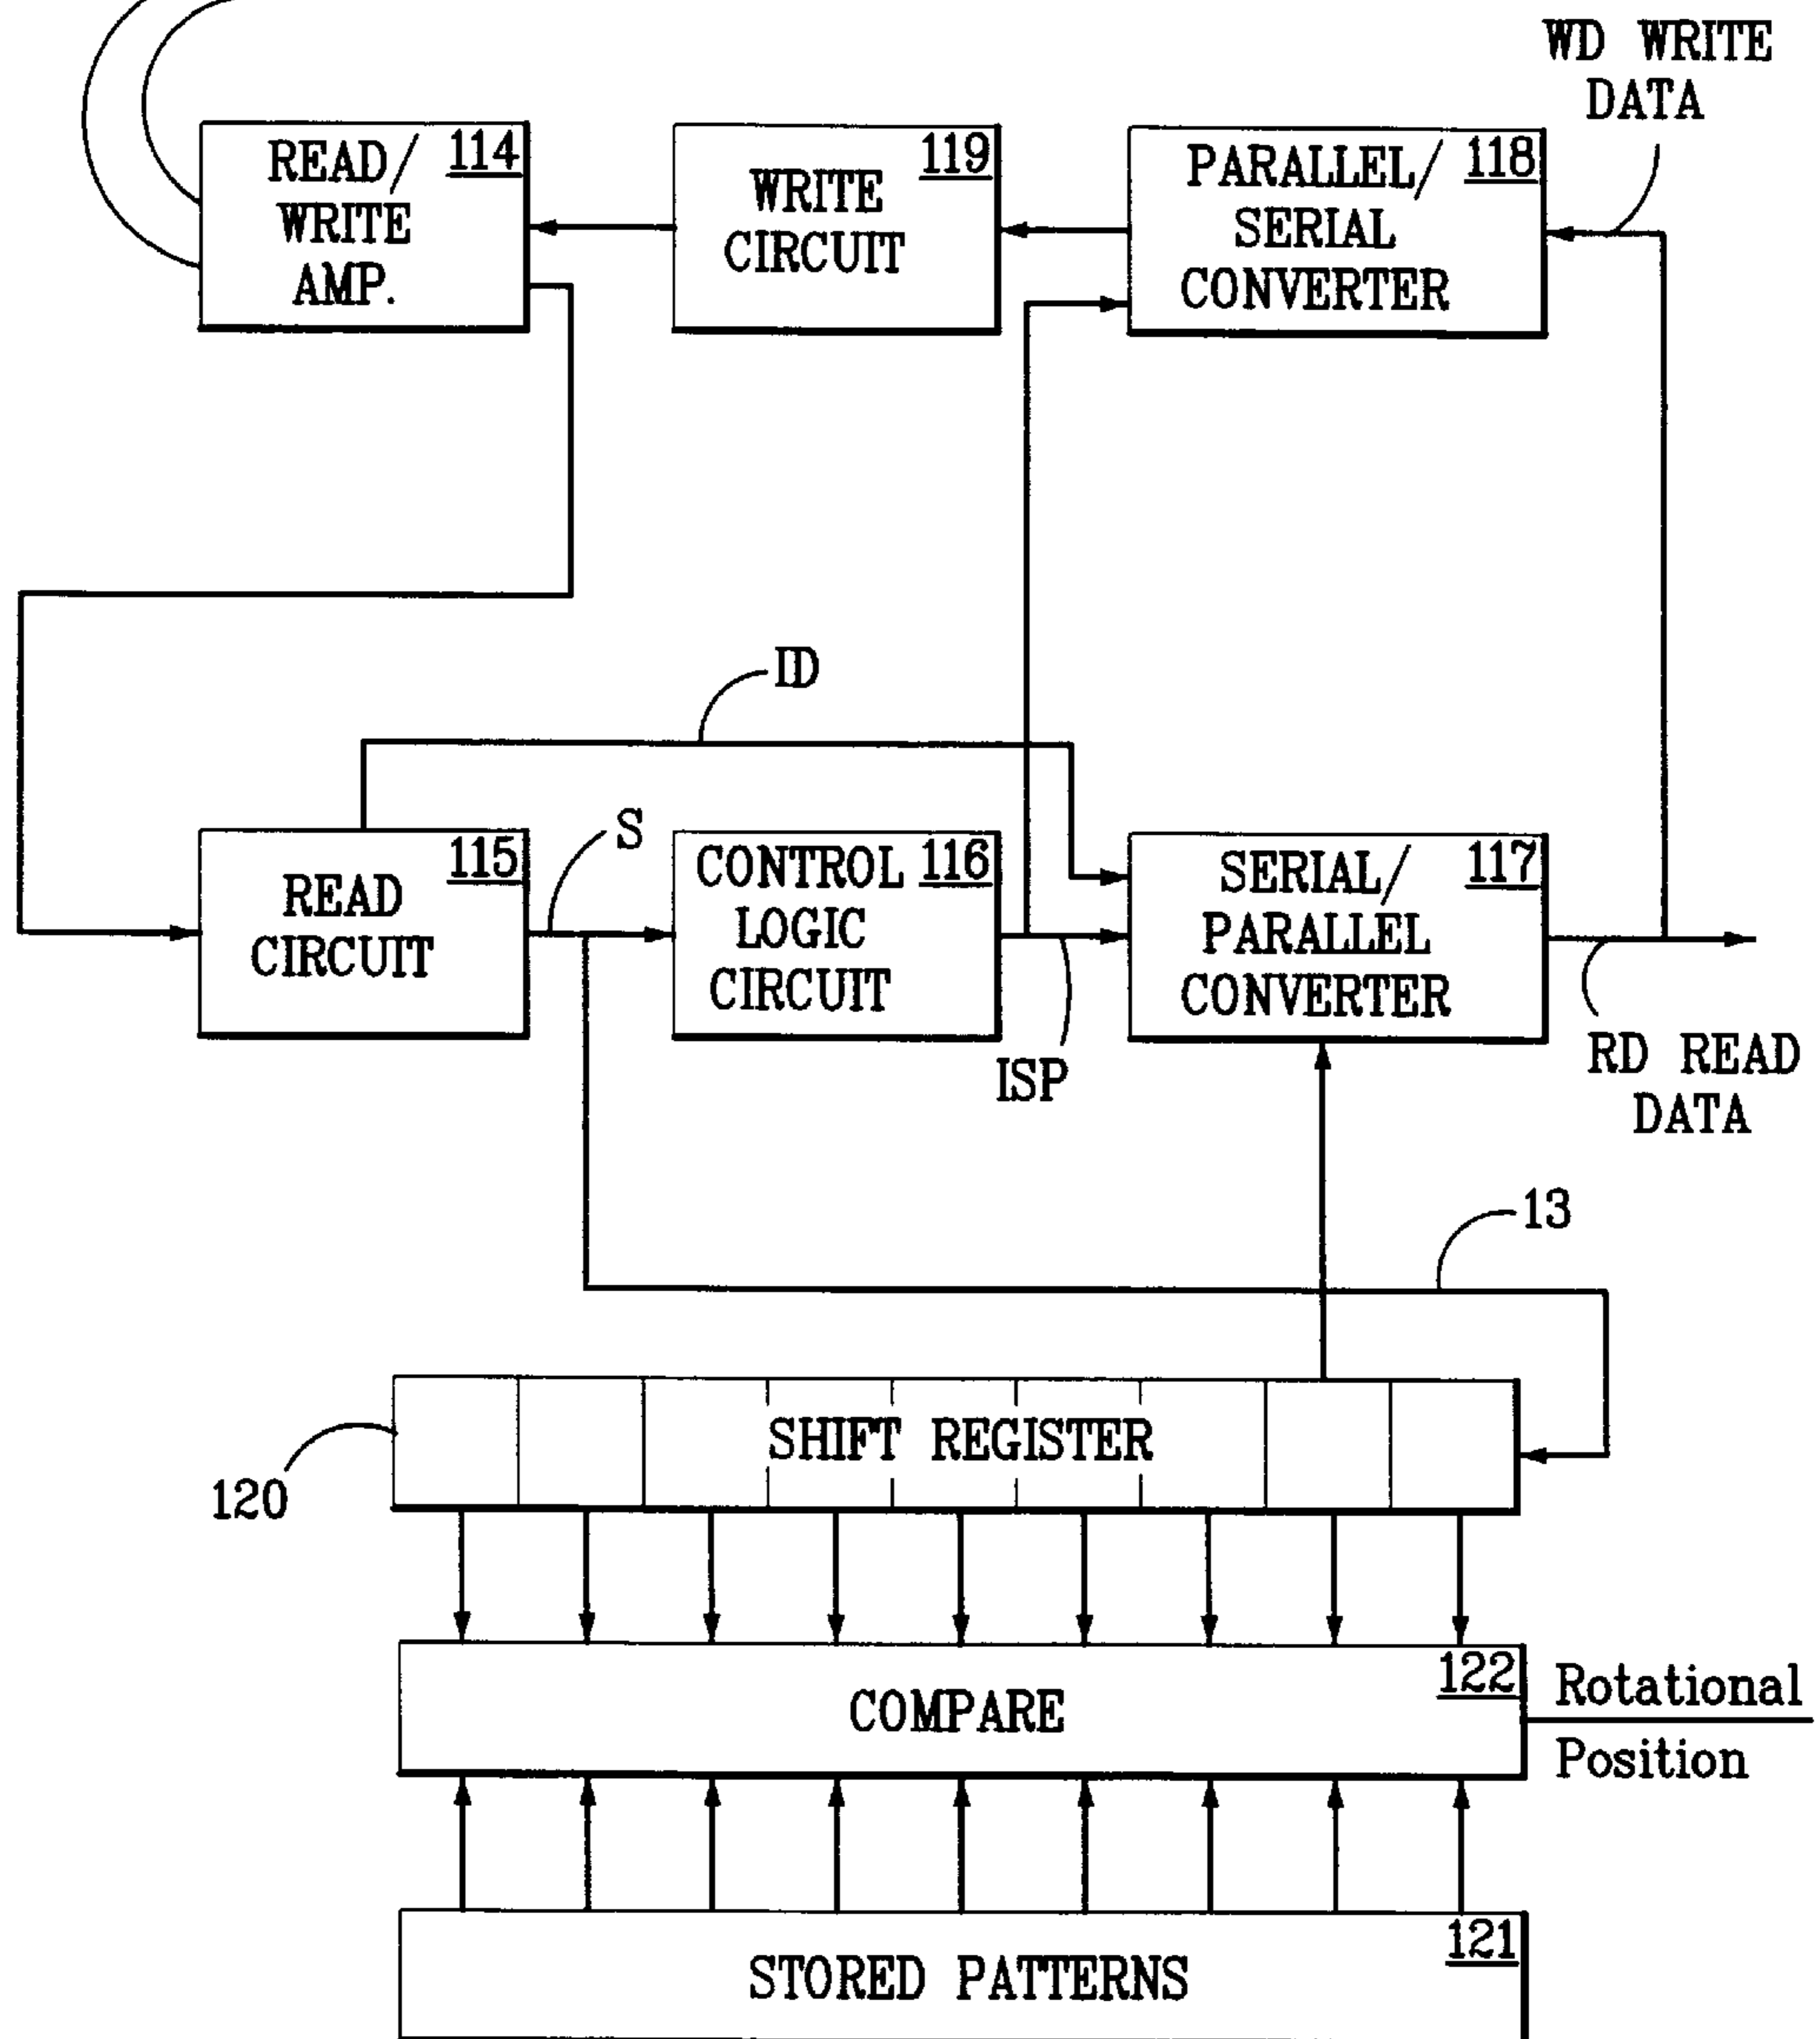 WD WRITE
DATA
READ/ 114
WRITE
AMP.
119
WRITE
CIRCUIT
PARALLEL/ 118
SERIAL
CONVERTER
ID
S
115
READ
CIRCUIT
CONTROL 116
LOGIC
CIRCUIT
SERIAL/ 117
PARALLEL
CONVERTER
ISP
RD READ
DATA
13
SHIFT REGISTER
120
122
COMPARE
Rotational
Position
121
STORED PATTERNS